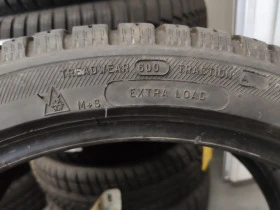 TREADWEAR 600 TRACTION A
M+S EXTRA LOAD